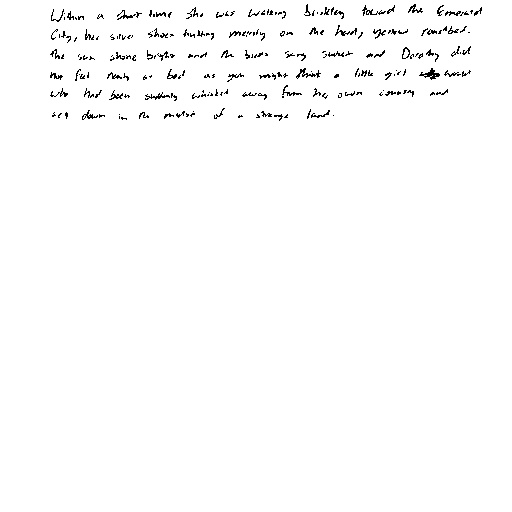 Within a short time she was walking briskley toward the Emerald
City, her silver shoes tinkling merrily on the hard, yellow roadbed.
The sun shone bright and the birds sang sweet and Dorothy did
not feel nearly as bad as you might think a little girl would
who had been suddenly whisked away from her own country and
set down in the midst of a strange land.